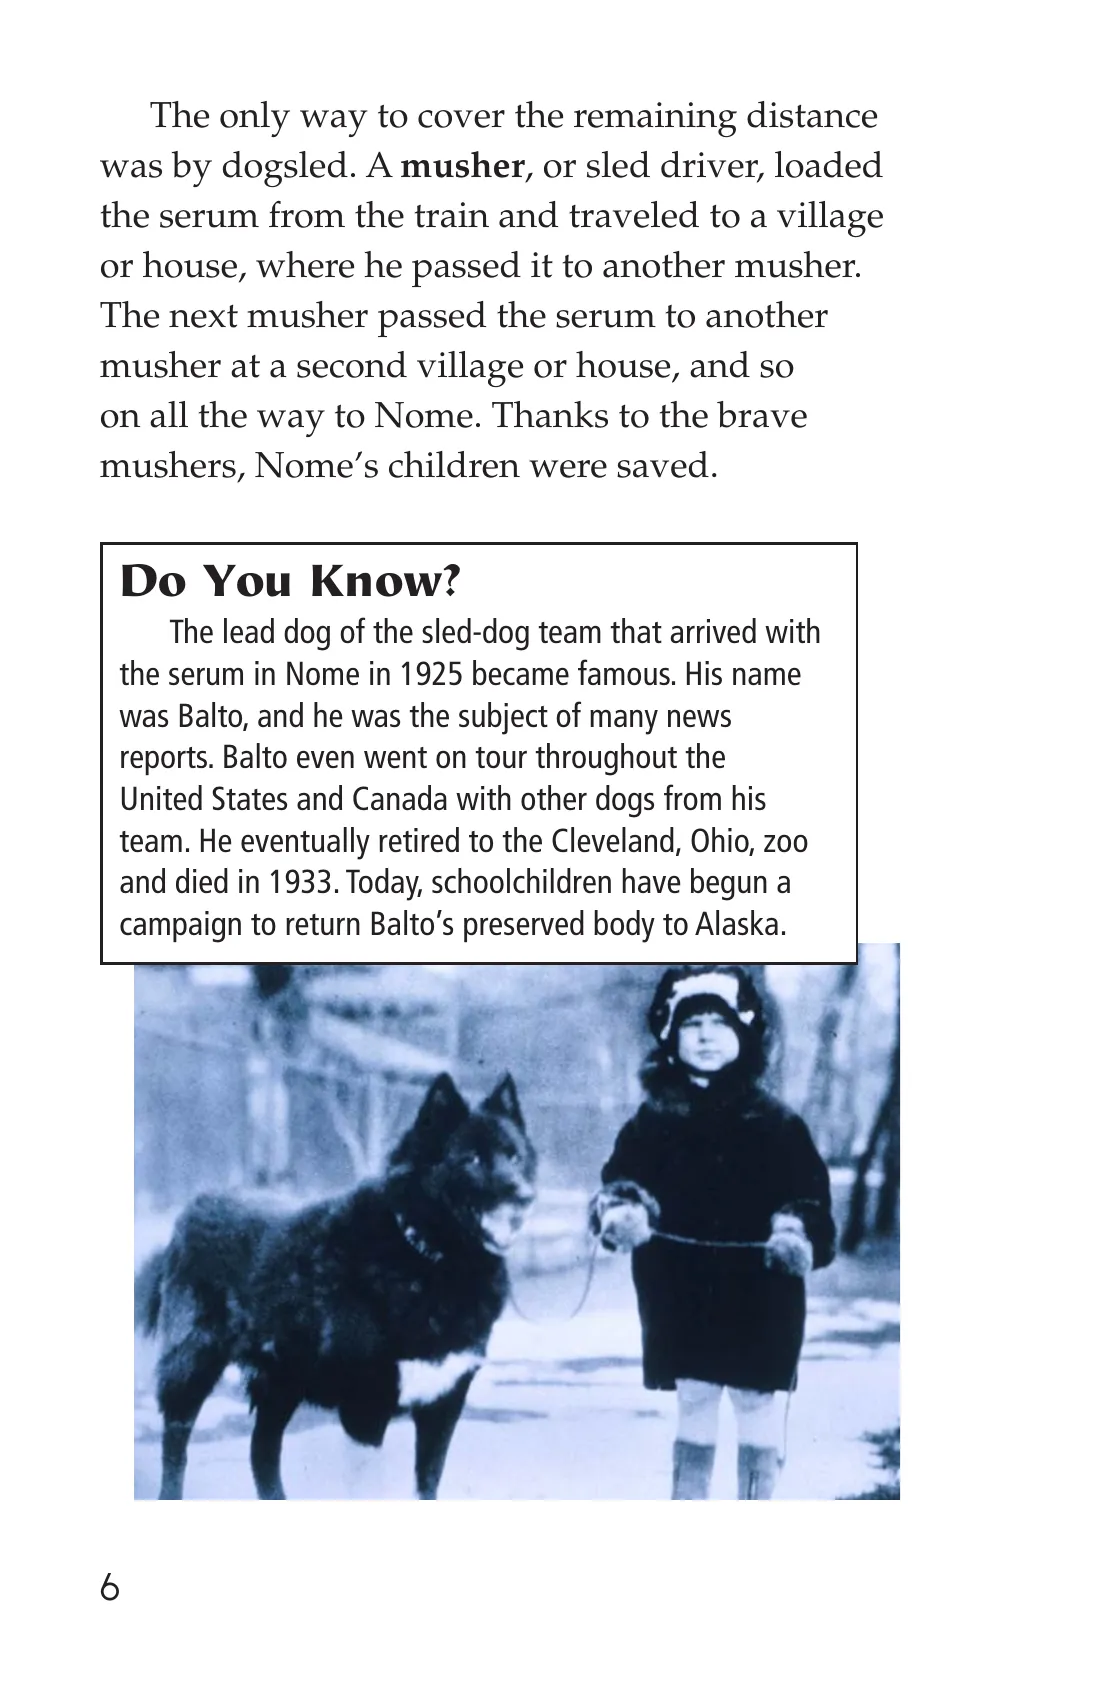 The only way to cover the remaining distance
was by dogsled. A musher, or sled driver, loaded
the serum from the train and traveled to a village
or house, where he passed it to another musher.
The next musher passed the serum to another
musher at a second village or house, and so
on all the way to Nome. Thanks to the brave
mushers, Nome’s children were saved.
Do You Know?
The lead dog of the sled-dog team that arrived with
the serum in Nome in 1925 became famous. His name
was Balto, and he was the subject of many news
reports. Balto even went on tour throughout the
United States and Canada with other dogs from his
team. He eventually retired to the Cleveland, Ohio, zoo
and died in 1933. Today, schoolchildren have begun a
campaign to return Balto’s preserved body to Alaska.
6